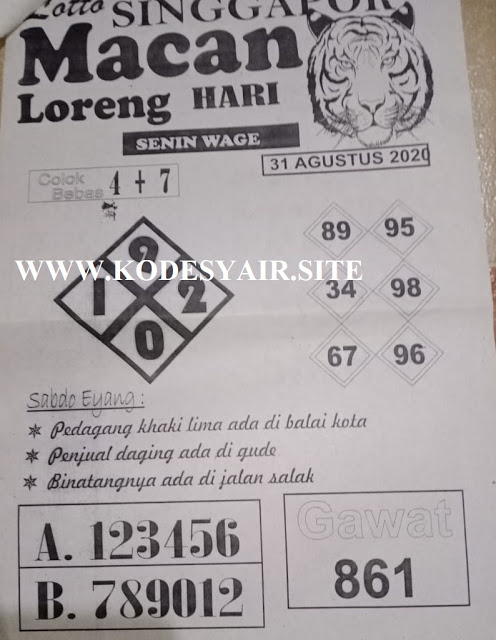 Lotto SINGGAPOR
Macan
Loreng HARI
SENIN WAGE
31 AGUSTUS 2020
Colok Bebas 4 + 7
9
1 2
0
89 95
34 98
67 96
WWW.KODESYAIR.SITE
Sabdo Eyang :
Pedagang khaki lima ada di balai kota
Penjual daging ada di gude
Binatangnya ada di jalan salak
A. 123456
B. 789012
Gawat
861